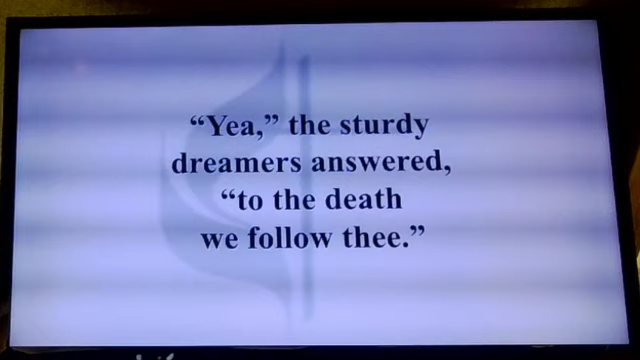 “Yea,” the sturdy
dreamers answered,
“to the death
we follow thee.”